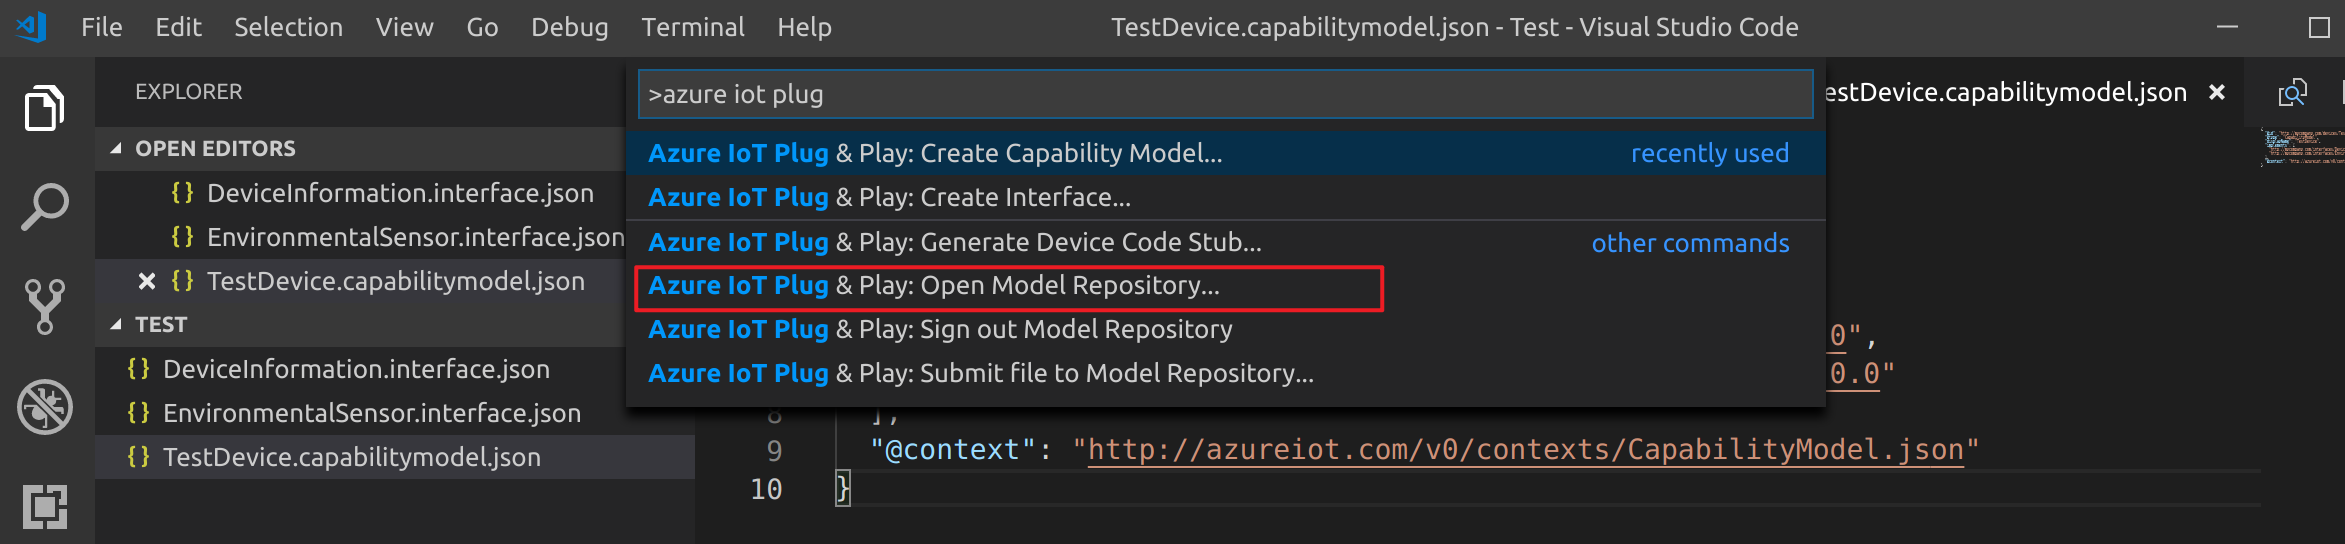 File Edit Selection View Go Debug Terminal Help TestDevice.capabilitymodel.json - Test - Visual Studio Code
EXPLORER
OPEN EDITORS
{} DeviceInformation.interface.json
{} EnvironmentalSensor.interface.json
{} TestDevice.capabilitymodel.json
TEST
{} DeviceInformation.interface.json
{} EnvironmentalSensor.interface.json
{} TestDevice.capabilitymodel.json
>azure iot plug
Azure IoT Plug & Play: Create Capability Model... recently used
Azure IoT Plug & Play: Create Interface...
Azure IoT Plug & Play: Generate Device Code Stub... other commands
Azure IoT Plug & Play: Open Model Repository...
Azure IoT Plug & Play: Sign out Model Repository
Azure IoT Plug & Play: Submit file to Model Repository...
estDevice.capabilitymodel.json
0",
0.0"
8 ],
9 "@context": "http://azureiot.com/v0/contexts/CapabilityModel.json"
10 }